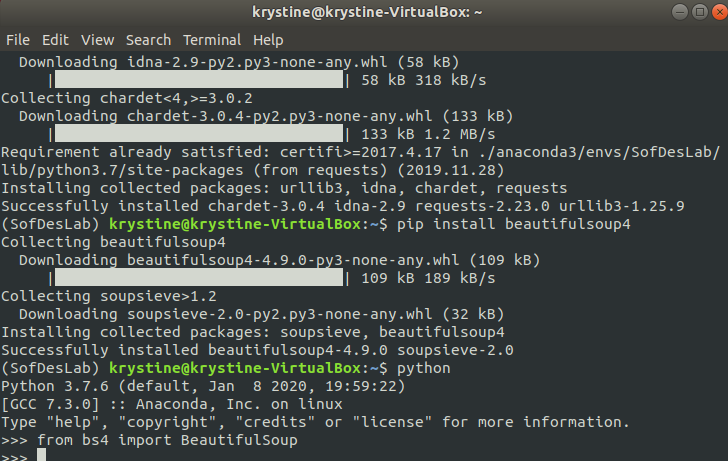 krystine@krystine-VirtualBox: ~
File Edit View Search Terminal Help
Downloading idna-2.9-py2.py3-none-any.whl (58 kB)
| | 58 kB 318 kB/s
Collecting chardet<4,>=3.0.2
Downloading chardet-3.0.4-py2.py3-none-any.whl (133 kB)
| | 133 kB 1.2 MB/s
Requirement already satisfied: certifi>=2017.4.17 in ./anaconda3/envs/SofDesLab/
lib/python3.7/site-packages (from requests) (2019.11.28)
Installing collected packages: urllib3, idna, chardet, requests
Successfully installed chardet-3.0.4 idna-2.9 requests-2.23.0 urllib3-1.25.9
(SofDesLab) krystine@krystine-VirtualBox:~$ pip install beautifulsoup4
Collecting beautifulsoup4
Downloading beautifulsoup4-4.9.0-py3-none-any.whl (109 kB)
| | 109 kB 189 kB/s
Collecting soupsieve>1.2
Downloading soupsieve-2.0-py2.py3-none-any.whl (32 kB)
Installing collected packages: soupsieve, beautifulsoup4
Successfully installed beautifulsoup4-4.9.0 soupsieve-2.0
(SofDesLab) krystine@krystine-VirtualBox:~$ python
Python 3.7.6 (default, Jan  8 2020, 19:59:22)
[GCC 7.3.0] :: Anaconda, Inc. on linux
Type "help", "copyright", "credits" or "license" for more information.
>>> from bs4 import BeautifulSoup
>>>